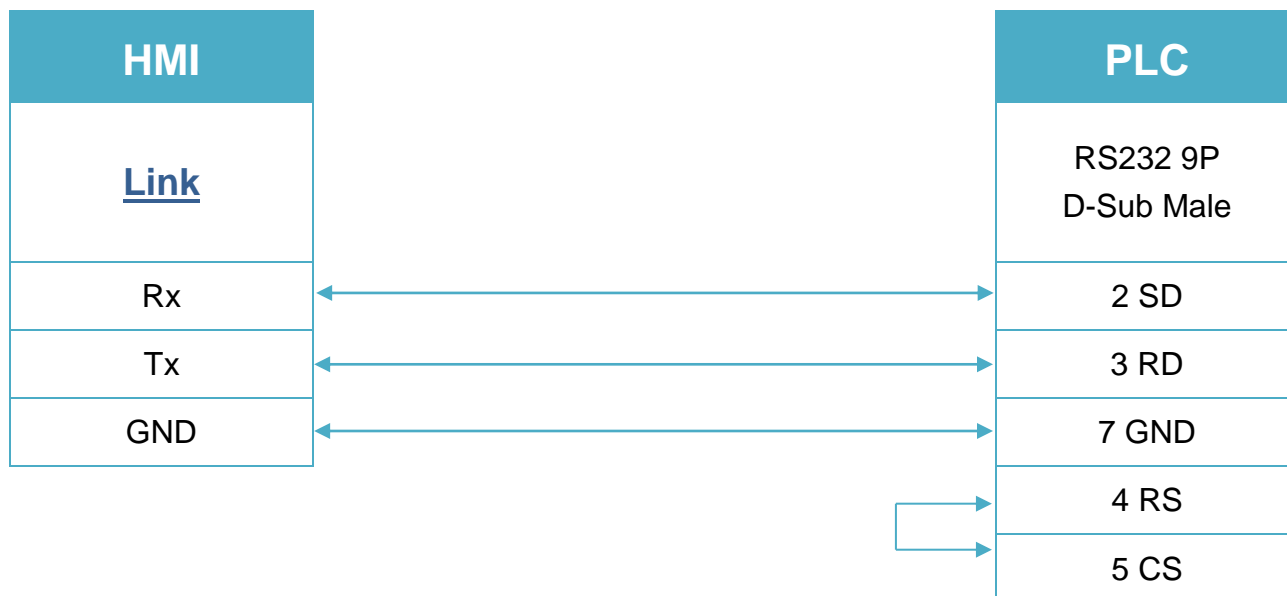 HMI
PLC
Link
RS232 9P
D-Sub Male
Rx
2 SD
Tx
3 RD
GND
7 GND
4 RS
5 CS